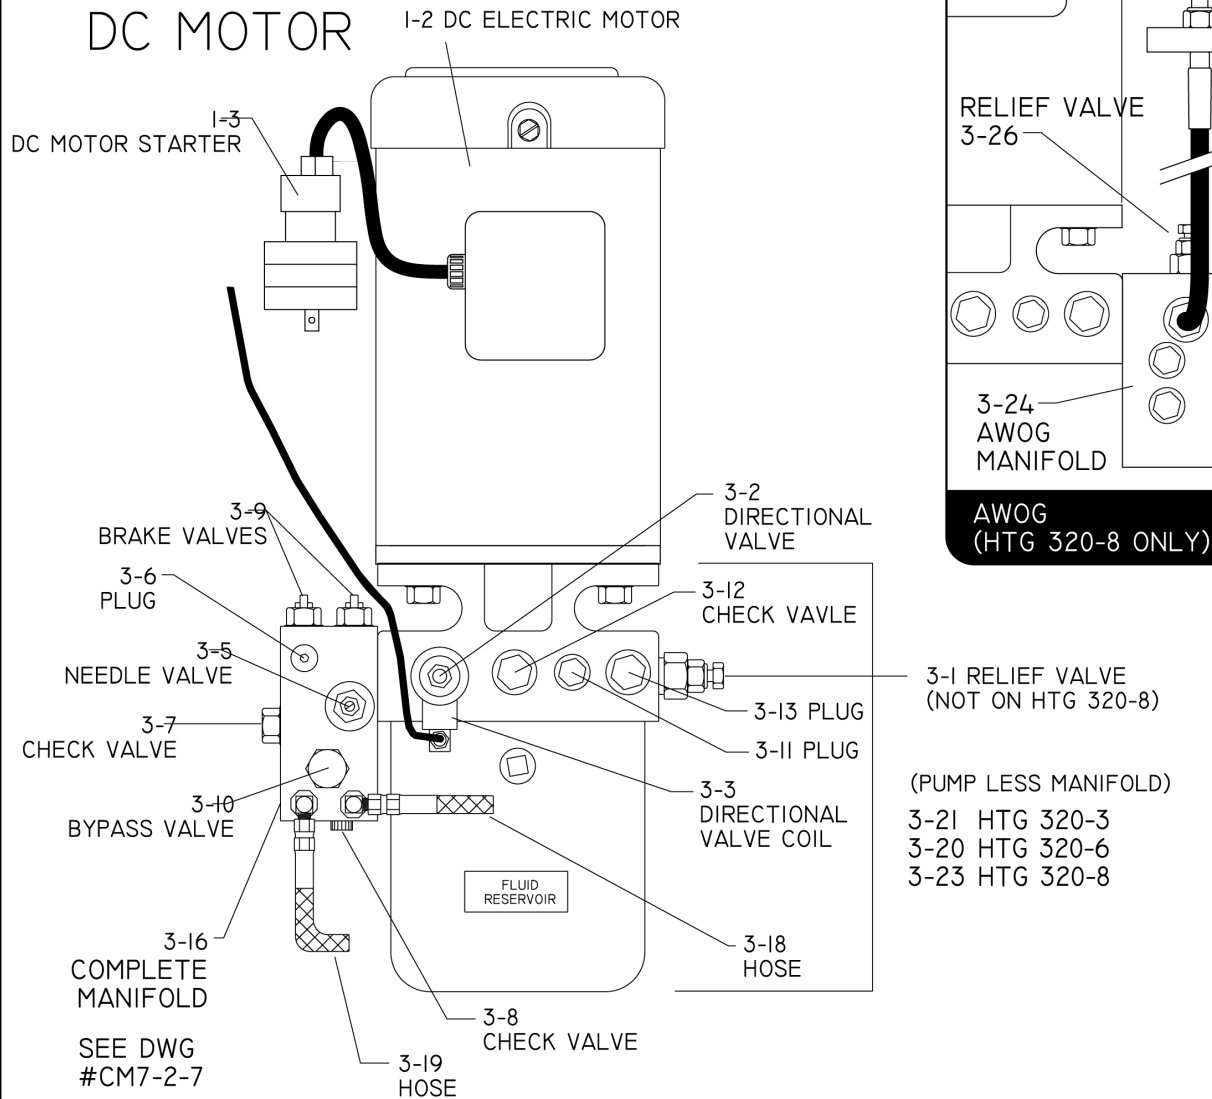 DC MOTOR
1-2 DC ELECTRIC MOTOR
1-3
DC MOTOR STARTER
RELIEF VALVE
3-26
3-24
AWOG
MANIFOLD
AWOG
(HTG 320-8 ONLY)
3-9
BRAKE VALVES
3-6
PLUG
3-5
NEEDLE VALVE
3-7
CHECK VALVE
3-10
BYPASS VALVE
3-16
COMPLETE
MANIFOLD
SEE DWG
#CM7-2-7
3-2
DIRECTIONAL
VALVE
3-12
CHECK VAVLE
3-1 RELIEF VALVE
(NOT ON HTG 320-8)
3-13 PLUG
3-11 PLUG
3-3
DIRECTIONAL
VALVE COIL
(PUMP LESS MANIFOLD)
3-21 HTG 320-3
3-20 HTG 320-6
3-23 HTG 320-8
FLUID
RESERVOIR
3-18
HOSE
3-8
CHECK VALVE
3-19
HOSE